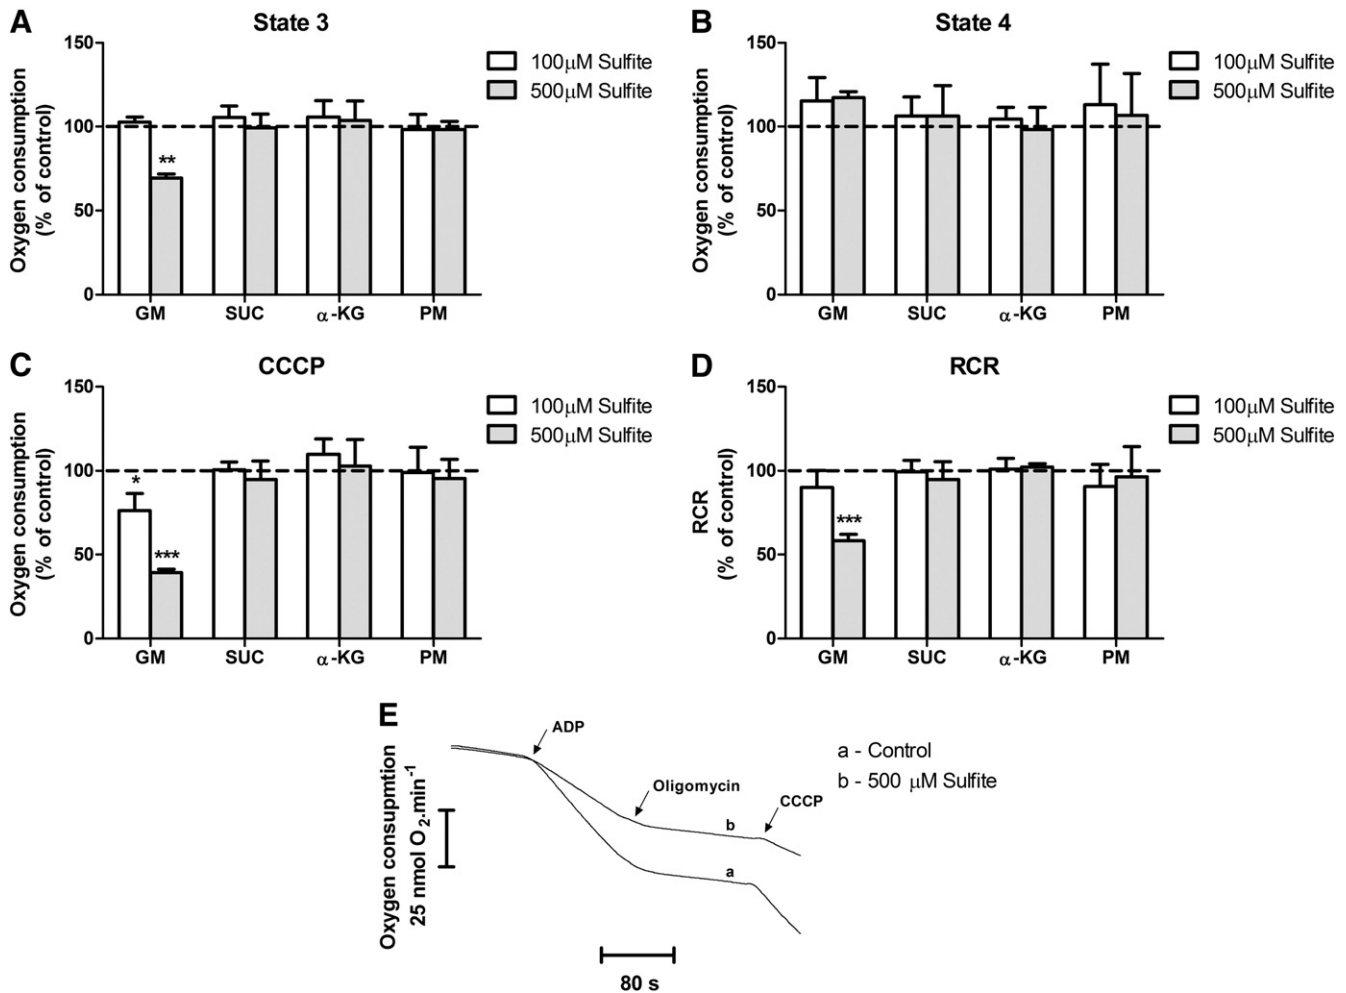 A
State 3
150
100
50
0
Oxygen consumption
(% of control)
**
GM SUC α-KG PM
100μM Sulfite
500μM Sulfite
B
State 4
150
100
50
0
Oxygen consumption
(% of control)
GM SUC α-KG PM
100μM Sulfite
500μM Sulfite
C
CCCP
150
100
50
0
Oxygen consumption
(% of control)
*
***
GM SUC α-KG PM
100μM Sulfite
500μM Sulfite
D
RCR
150
100
50
0
RCR
(% of control)
***
GM SUC α-KG PM
100μM Sulfite
500μM Sulfite
E
Oxygen consupmtion
25 nmol O₂.min⁻¹
ADP
Oligomycin
CCCP
b
a
80 s
a - Control
b - 500 μM Sulfite